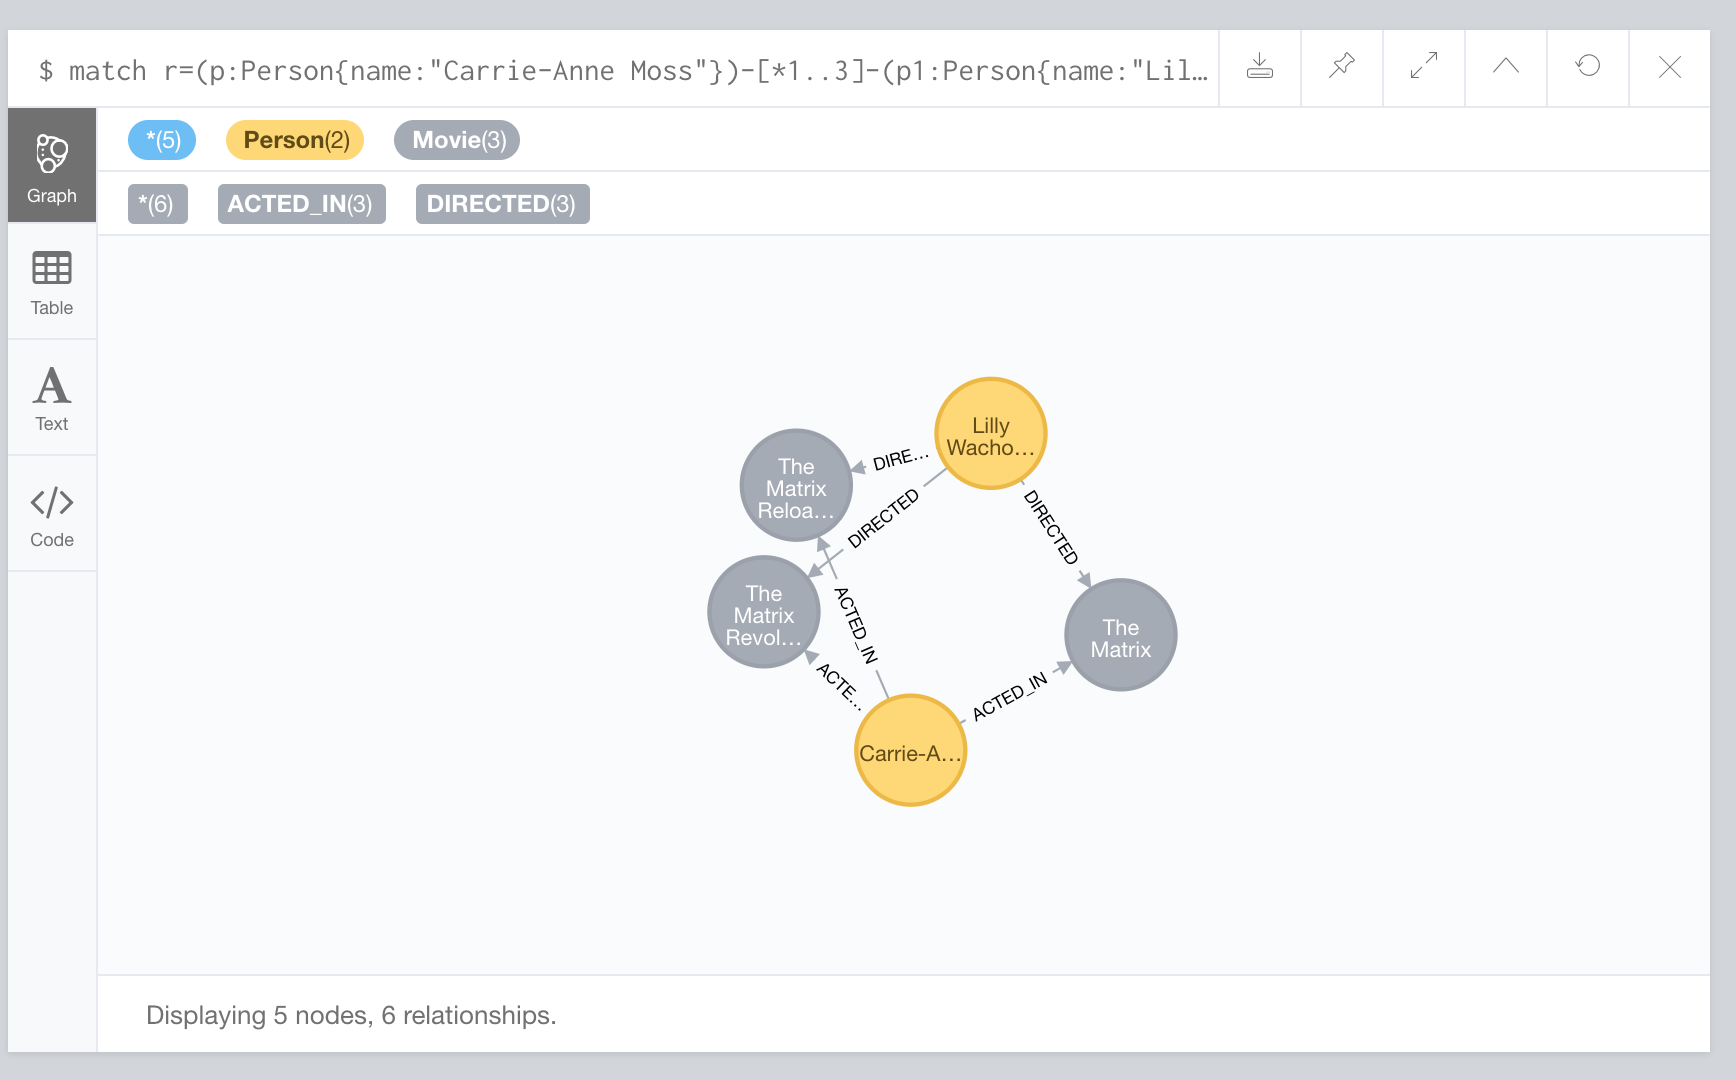 $ match r=(p:Person{name:"Carrie-Anne Moss"})-[*1..3]-(p1:Person{name:"Lil…
*(5) Person(2) Movie(3)
*(6) ACTED_IN(3) DIRECTED(3)
Graph
Table
A
Text
</>
Code
Lilly
Wacho…
The
Matrix
Reloa…
DIRE…
DIRECTED
DIRECTED
The
Matrix
Revol…
ACTED_IN
The
Matrix
ACTE…
ACTED_IN
Carrie-A…
Displaying 5 nodes, 6 relationships.